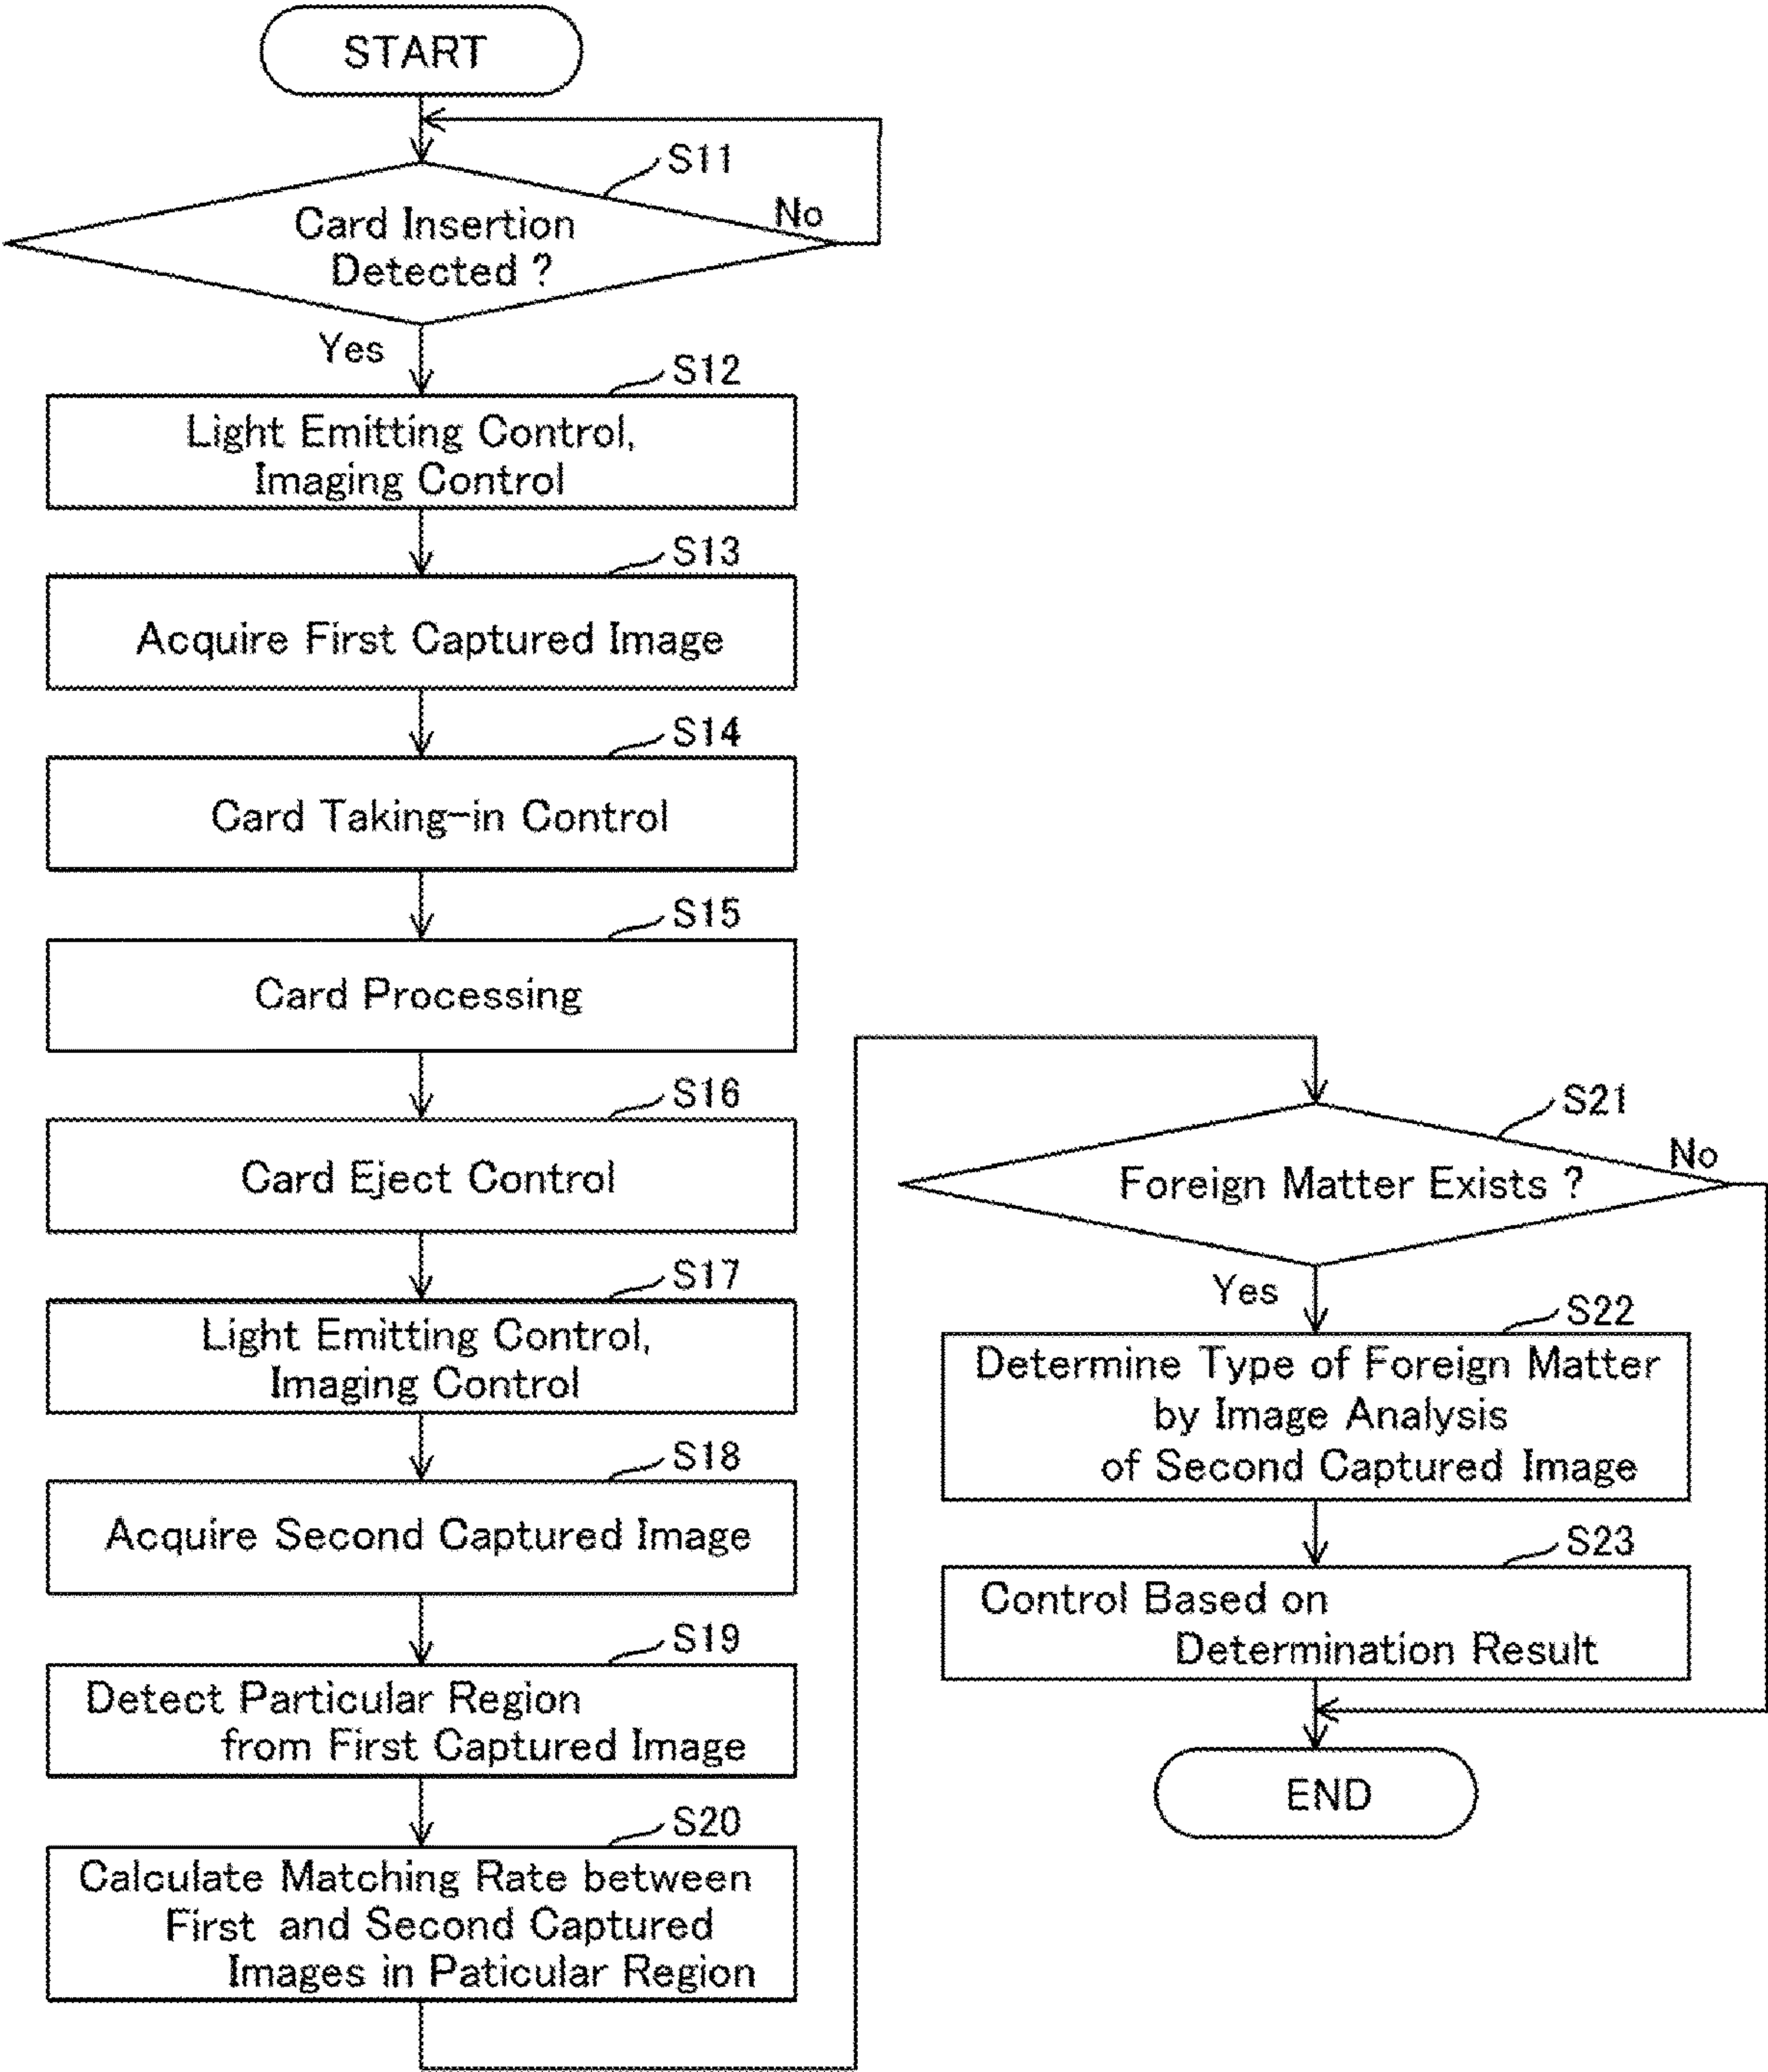 START
S11
Card Insertion
Detected ?
No
Yes
S12
Light Emitting Control,
Imaging Control
S13
Acquire First Captured Image
S14
Card Taking-in Control
S15
Card Processing
S16
Card Eject Control
S17
Light Emitting Control,
Imaging Control
S18
Acquire Second Captured Image
S19
Detect Particular Region
from First Captured Image
S20
Calculate Matching Rate between
First and Second Captured
Images in Paticular Region
S21
Foreign Matter Exists ?
No
Yes
S22
Determine Type of Foreign Matter
by Image Analysis
of Second Captured Image
S23
Control Based on
Determination Result
END